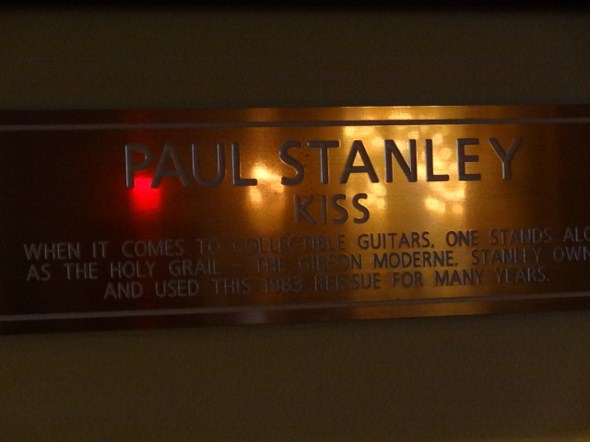 PAUL STANLEY
KISS
WHEN IT COMES TO COLLECTIBLE GUITARS, ONE STANDS ALO
AS THE HOLY GRAIL ... THE GIBSON MODERNE. STANLEY OWN
AND USED THIS 1983 REISSUE FOR MANY YEARS.